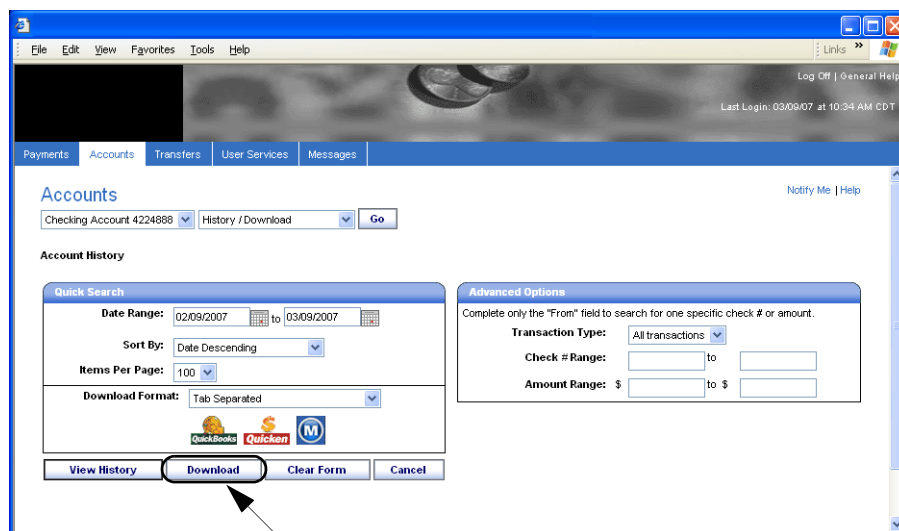 File Edit View Favorites Tools Help Links »
Log Off | General Help
Last Login: 03/09/07 at 10:34 AM CDT
Payments Accounts Transfers User Services Messages
Accounts
Notify Me | Help
Checking Account 4224888 History / Download Go
Account History
Quick Search
Date Range: 02/09/2007 to 03/09/2007
Sort By: Date Descending
Items Per Page: 100
Download Format: Tab Separated
QuickBooks Quicken M
View History Download Clear Form Cancel
Advanced Options
Complete only the "From" field to search for one specific check # or amount.
Transaction Type: All transactions
Check # Range: to
Amount Range: $ to $